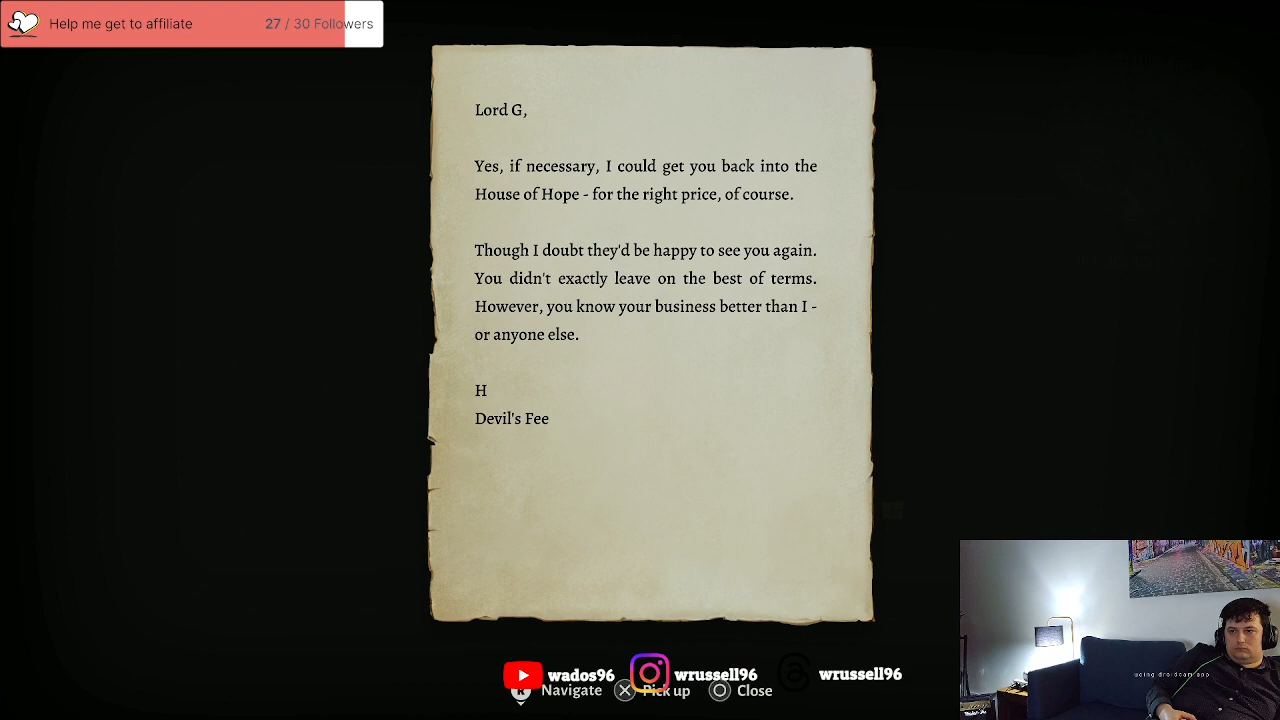 Help me get to affiliate 27 / 30 Followers
Lord G,
Yes, if necessary, I could get you back into the
House of Hope - for the right price, of course.
Though I doubt they'd be happy to see you again.
You didn't exactly leave on the best of terms.
However, you know your business better than I -
or anyone else.
H
Devil's Fee
using droidcam app
wados96 wrussell96 wrussell96
R Navigate Pick up Close